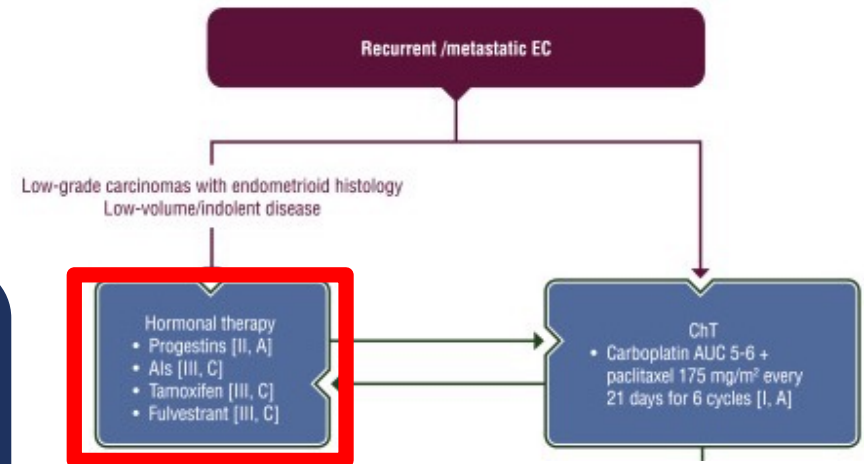 Recurrent /metastatic EC
Low-grade carcinomas with endometrioid histology
Low-volume/indolent disease
Hormonal therapy
• Progestins [II, A]
• AIs [III, C]
• Tamoxifen [III, C]
• Fulvestrant [III, C]
ChT
• Carboplatin AUC 5-6 +
paclitaxel 175 mg/m² every
21 days for 6 cycles [I, A]